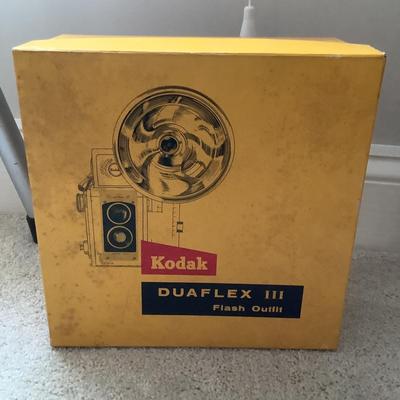 Kodak
DUAFLEX III
Flash Outfit